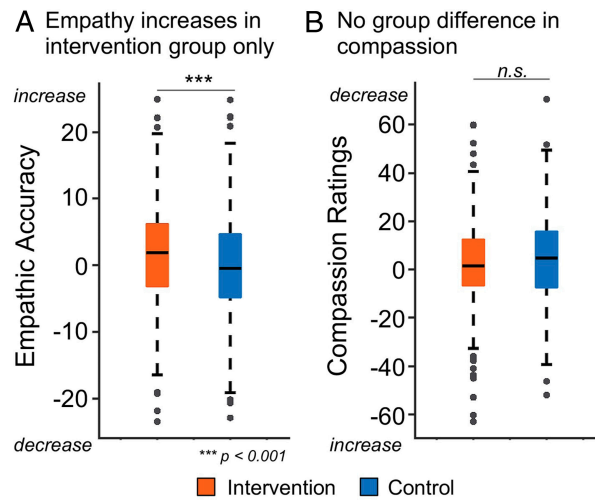 A Empathy increases in
intervention group only
increase
***
20
10
0
-10
-20
Empathic Accuracy
decrease
*** p < 0.001
B No group difference in
compassion
n.s.
decrease
60
40
20
0
-20
-40
-60
Compassion Ratings
increase
Intervention Control